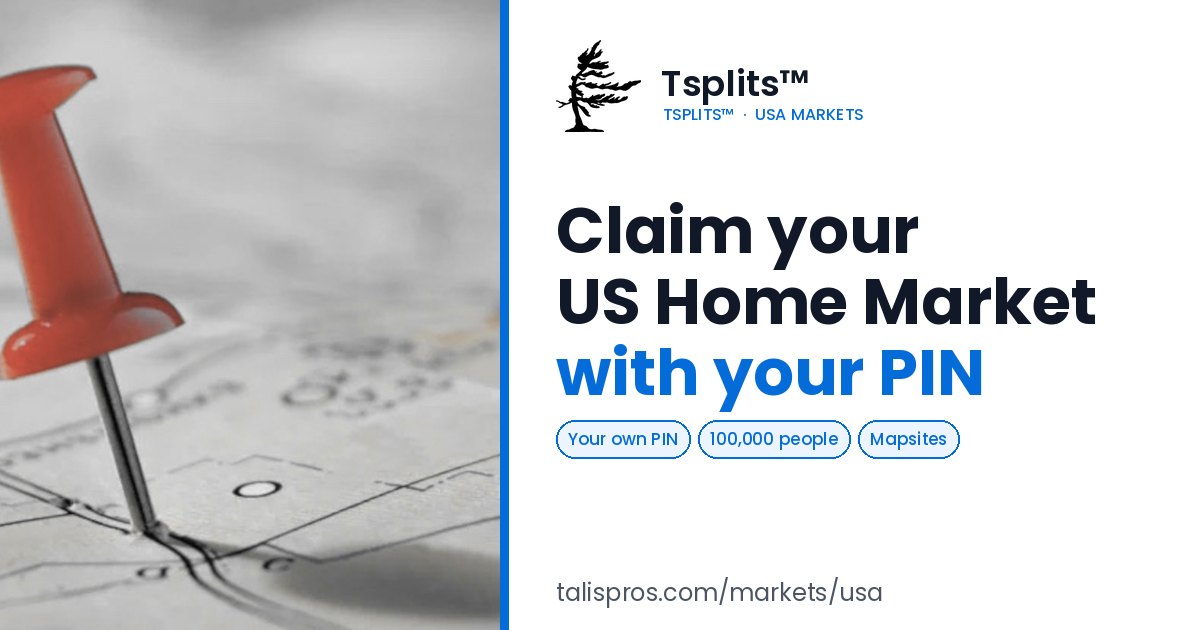 Tsplits™
TSPLITS™ · USA MARKETS
Claim your
US Home Market
with your PIN
Your own PIN
100,000 people
Mapsites
talispros.com/markets/usa